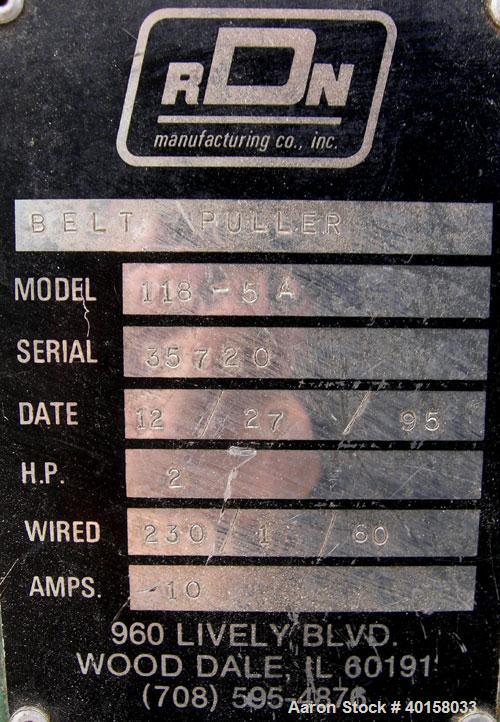 RDN
manufacturing co., inc.
BELT PULLER
MODEL 118-5A
SERIAL 35720
DATE 12 / 27 / 95
H.P. 2
WIRED 230 / 1 / 60
AMPS. 10
960 LIVELY BLVD.
WOOD DALE, IL 60191
(708) 595-4876
Aaron Stock # 40158033